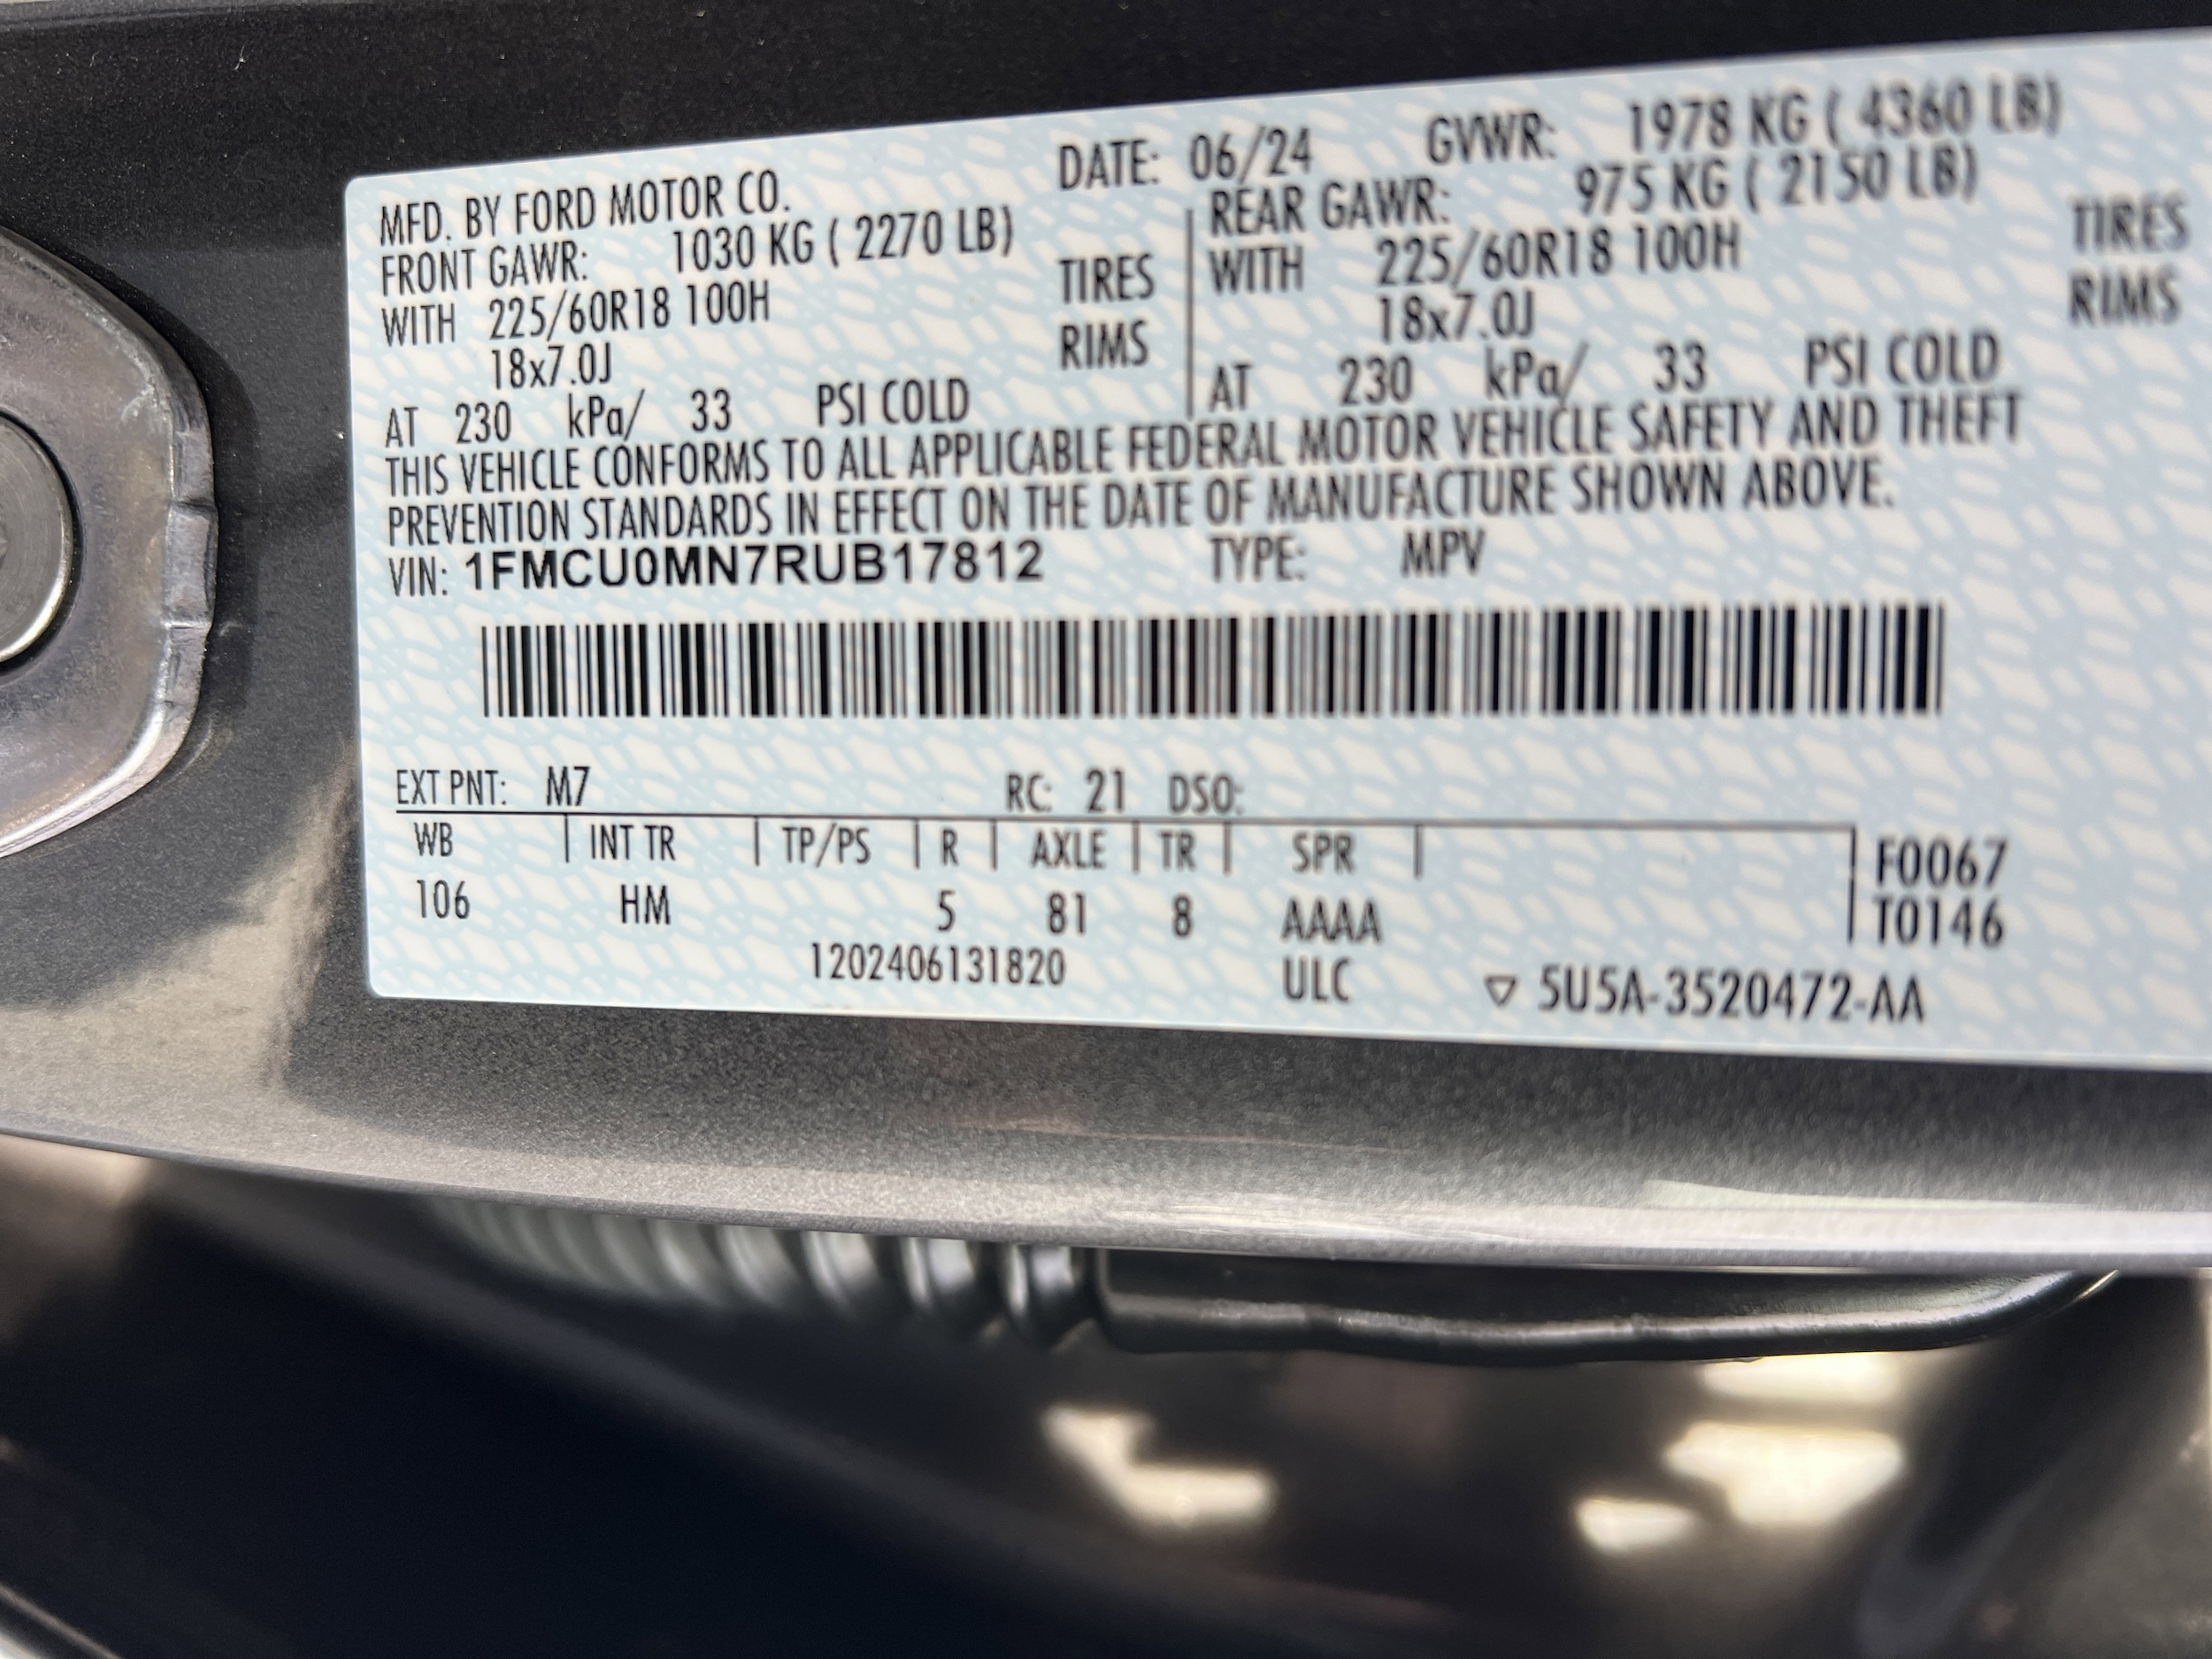 MFD. BY FORD MOTOR CO. DATE: 06/24 GVWR: 1978 KG ( 4360 LB)
FRONT GAWR: 1030 KG ( 2270 LB) REAR GAWR: 975 KG ( 2150 LB)
WITH 225/60R18 100H TIRES WITH 225/60R18 100H TIRES
18x7.0J RIMS 18x7.0J RIMS
AT 230 kPa/ 33 PSI COLD AT 230 kPa/ 33 PSI COLD
THIS VEHICLE CONFORMS TO ALL APPLICABLE FEDERAL MOTOR VEHICLE SAFETY AND THEFT
PREVENTION STANDARDS IN EFFECT ON THE DATE OF MANUFACTURE SHOWN ABOVE.
VIN: 1FMCU0MN7RUB17812 TYPE: MPV
EXT PNT: M7 RC: 21 DSO:
WB INT TR TP/PS R AXLE TR SPR F0067
106 HM 5 81 8 AAAA T0146
1202406131820 ULC ▽ 5U5A-3520472-AA